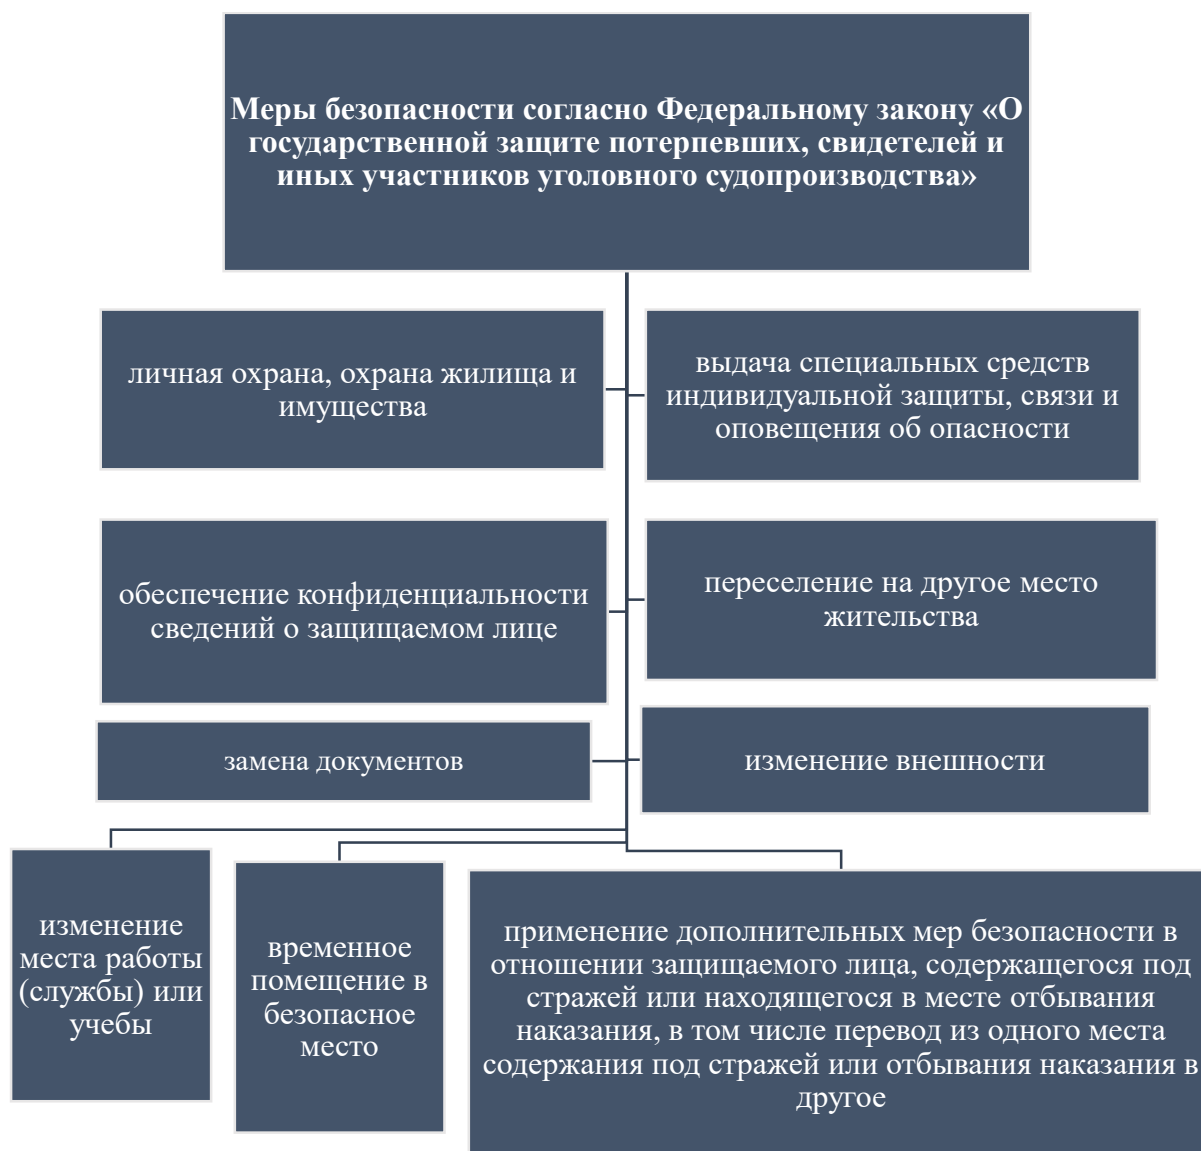 Меры безопасности согласно Федеральному закону «О
государственной защите потерпевших, свидетелей и
иных участников уголовного судопроизводства»
личная охрана, охрана жилища и
имущества
выдача специальных средств
индивидуальной защиты, связи и
оповещения об опасности
обеспечение конфиденциальности
сведений о защищаемом лице
переселение на другое место
жительства
замена документов
изменение внешности
изменение
места работы
(службы) или
учебы
временное
помещение в
безопасное
место
применение дополнительных мер безопасности в
отношении защищаемого лица, содержащегося под
стражей или находящегося в месте отбывания
наказания, в том числе перевод из одного места
содержания под стражей или отбывания наказания в
другое